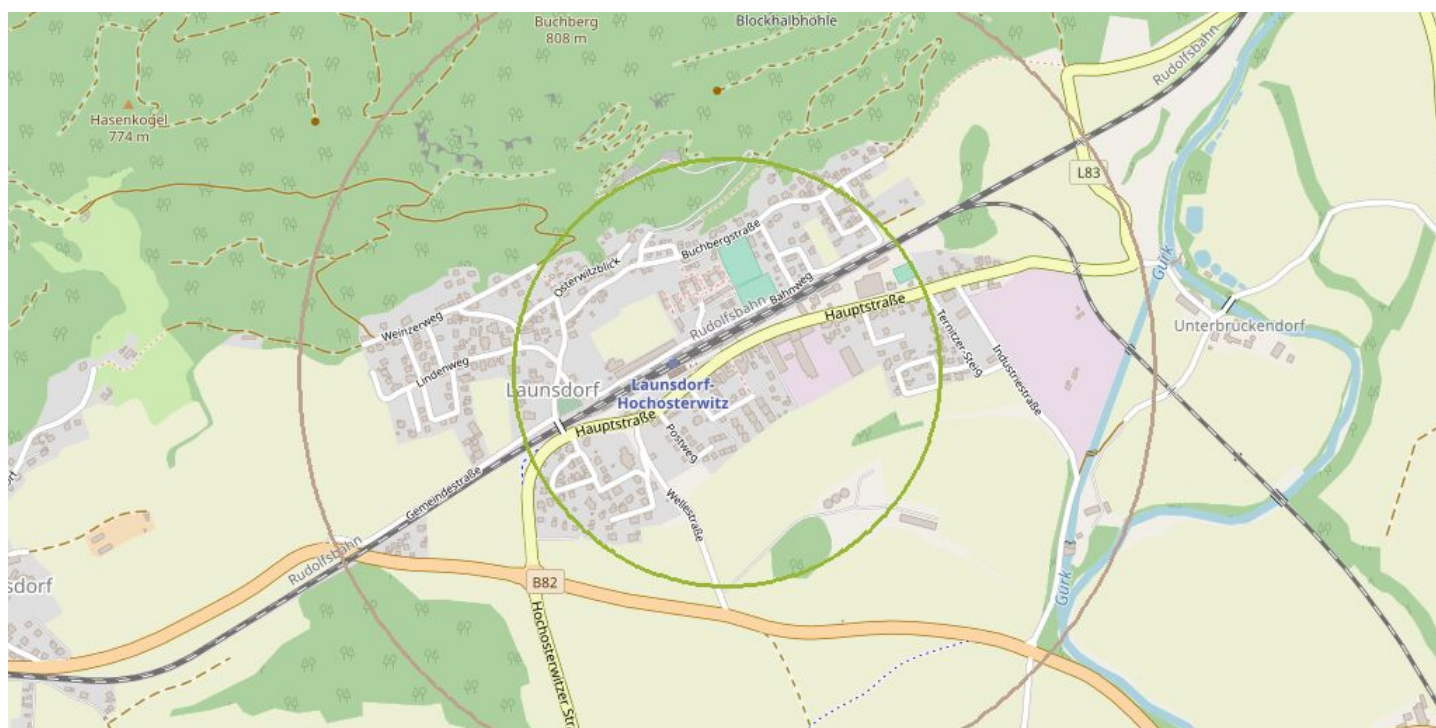 Buchberg
808 m
Blockhalbhöhle
Rudolfsbahn
Hasenkogel
774 m
L83
Buchbergstraße
Osterwitzblick
Gurk
Bahnweg
Rudolfsbahn
Hauptstraße
Weinzerweg
Unterbrückendorf
Ternitzer-Steig
Lindenweg
Industriestraße
Launsdorf
Launsdorf-
Hochosterwitz
Hauptstraße
Postweg
Gemeindestraße
Wellestraße
Rudolfsbahn
B82
Gurk
sdorf
Hochosterwitzer Str